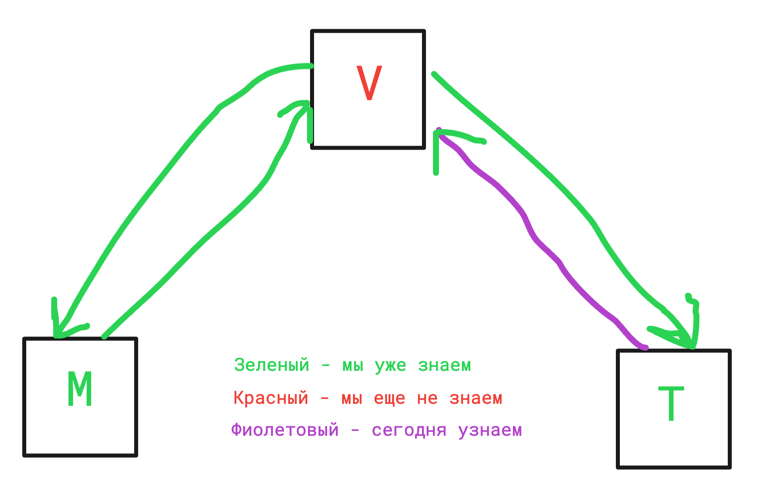 V
M
T
Зеленый - мы уже знаем
Красный - мы еще не знаем
Фиолетовый - сегодня узнаем